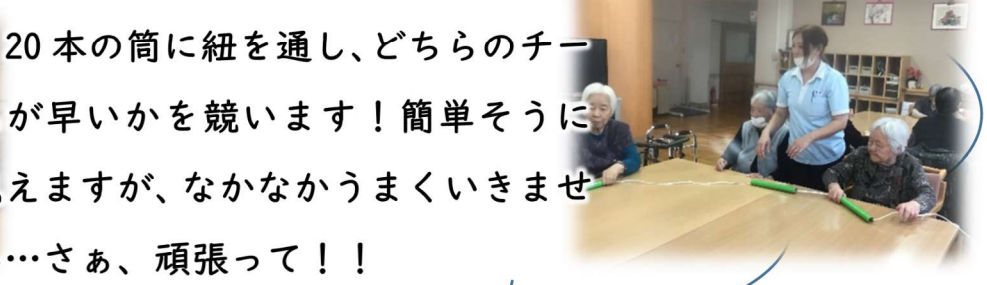 20本の筒に紐を通し、どちらのチー
が早いかを競います！簡単そうに
えますが、なかなかうまくいきませ
…さぁ、頑張って！！